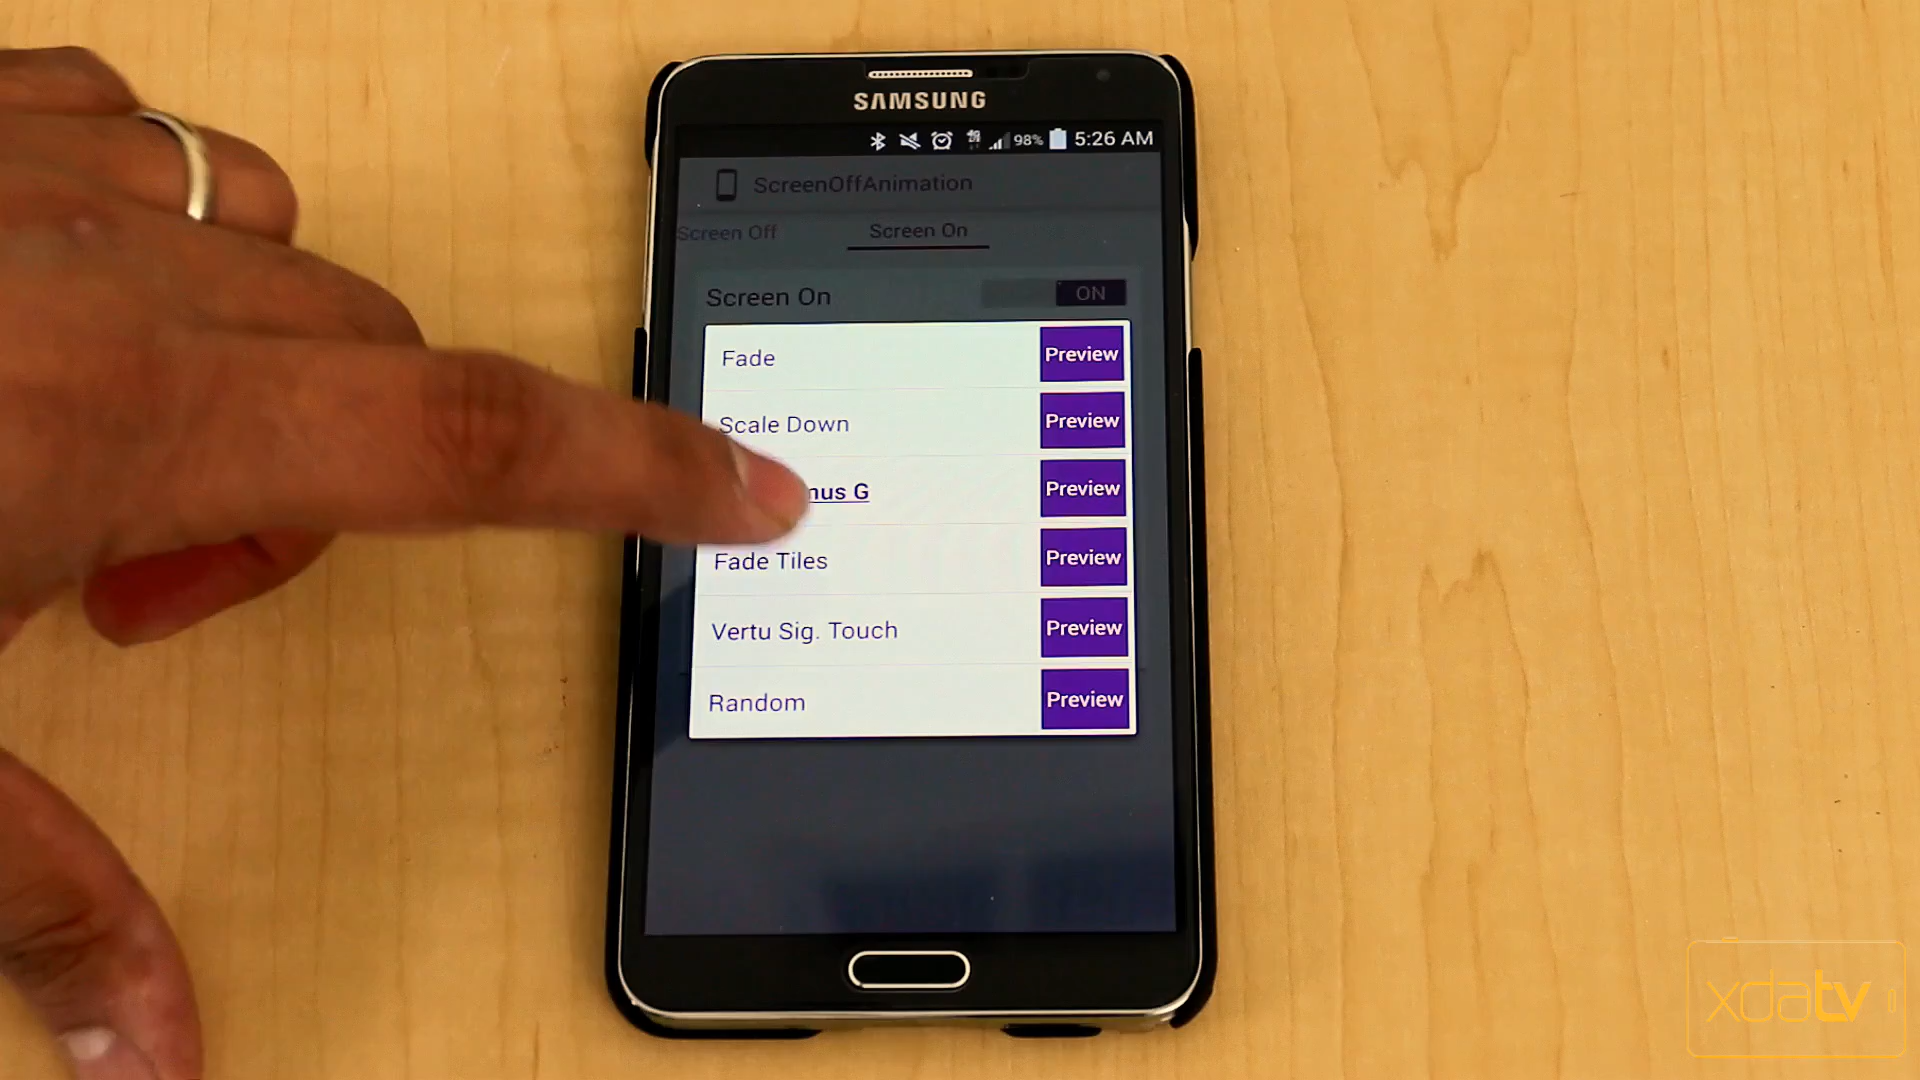 SAMSUNG
98% 5:26 AM
ScreenOffAnimation
Screen Off Screen On
Screen On ON
Fade Preview
Scale Down Preview
G Preview
Fade Tiles Preview
Vertu Sig. Touch Preview
Random Preview
xdatv